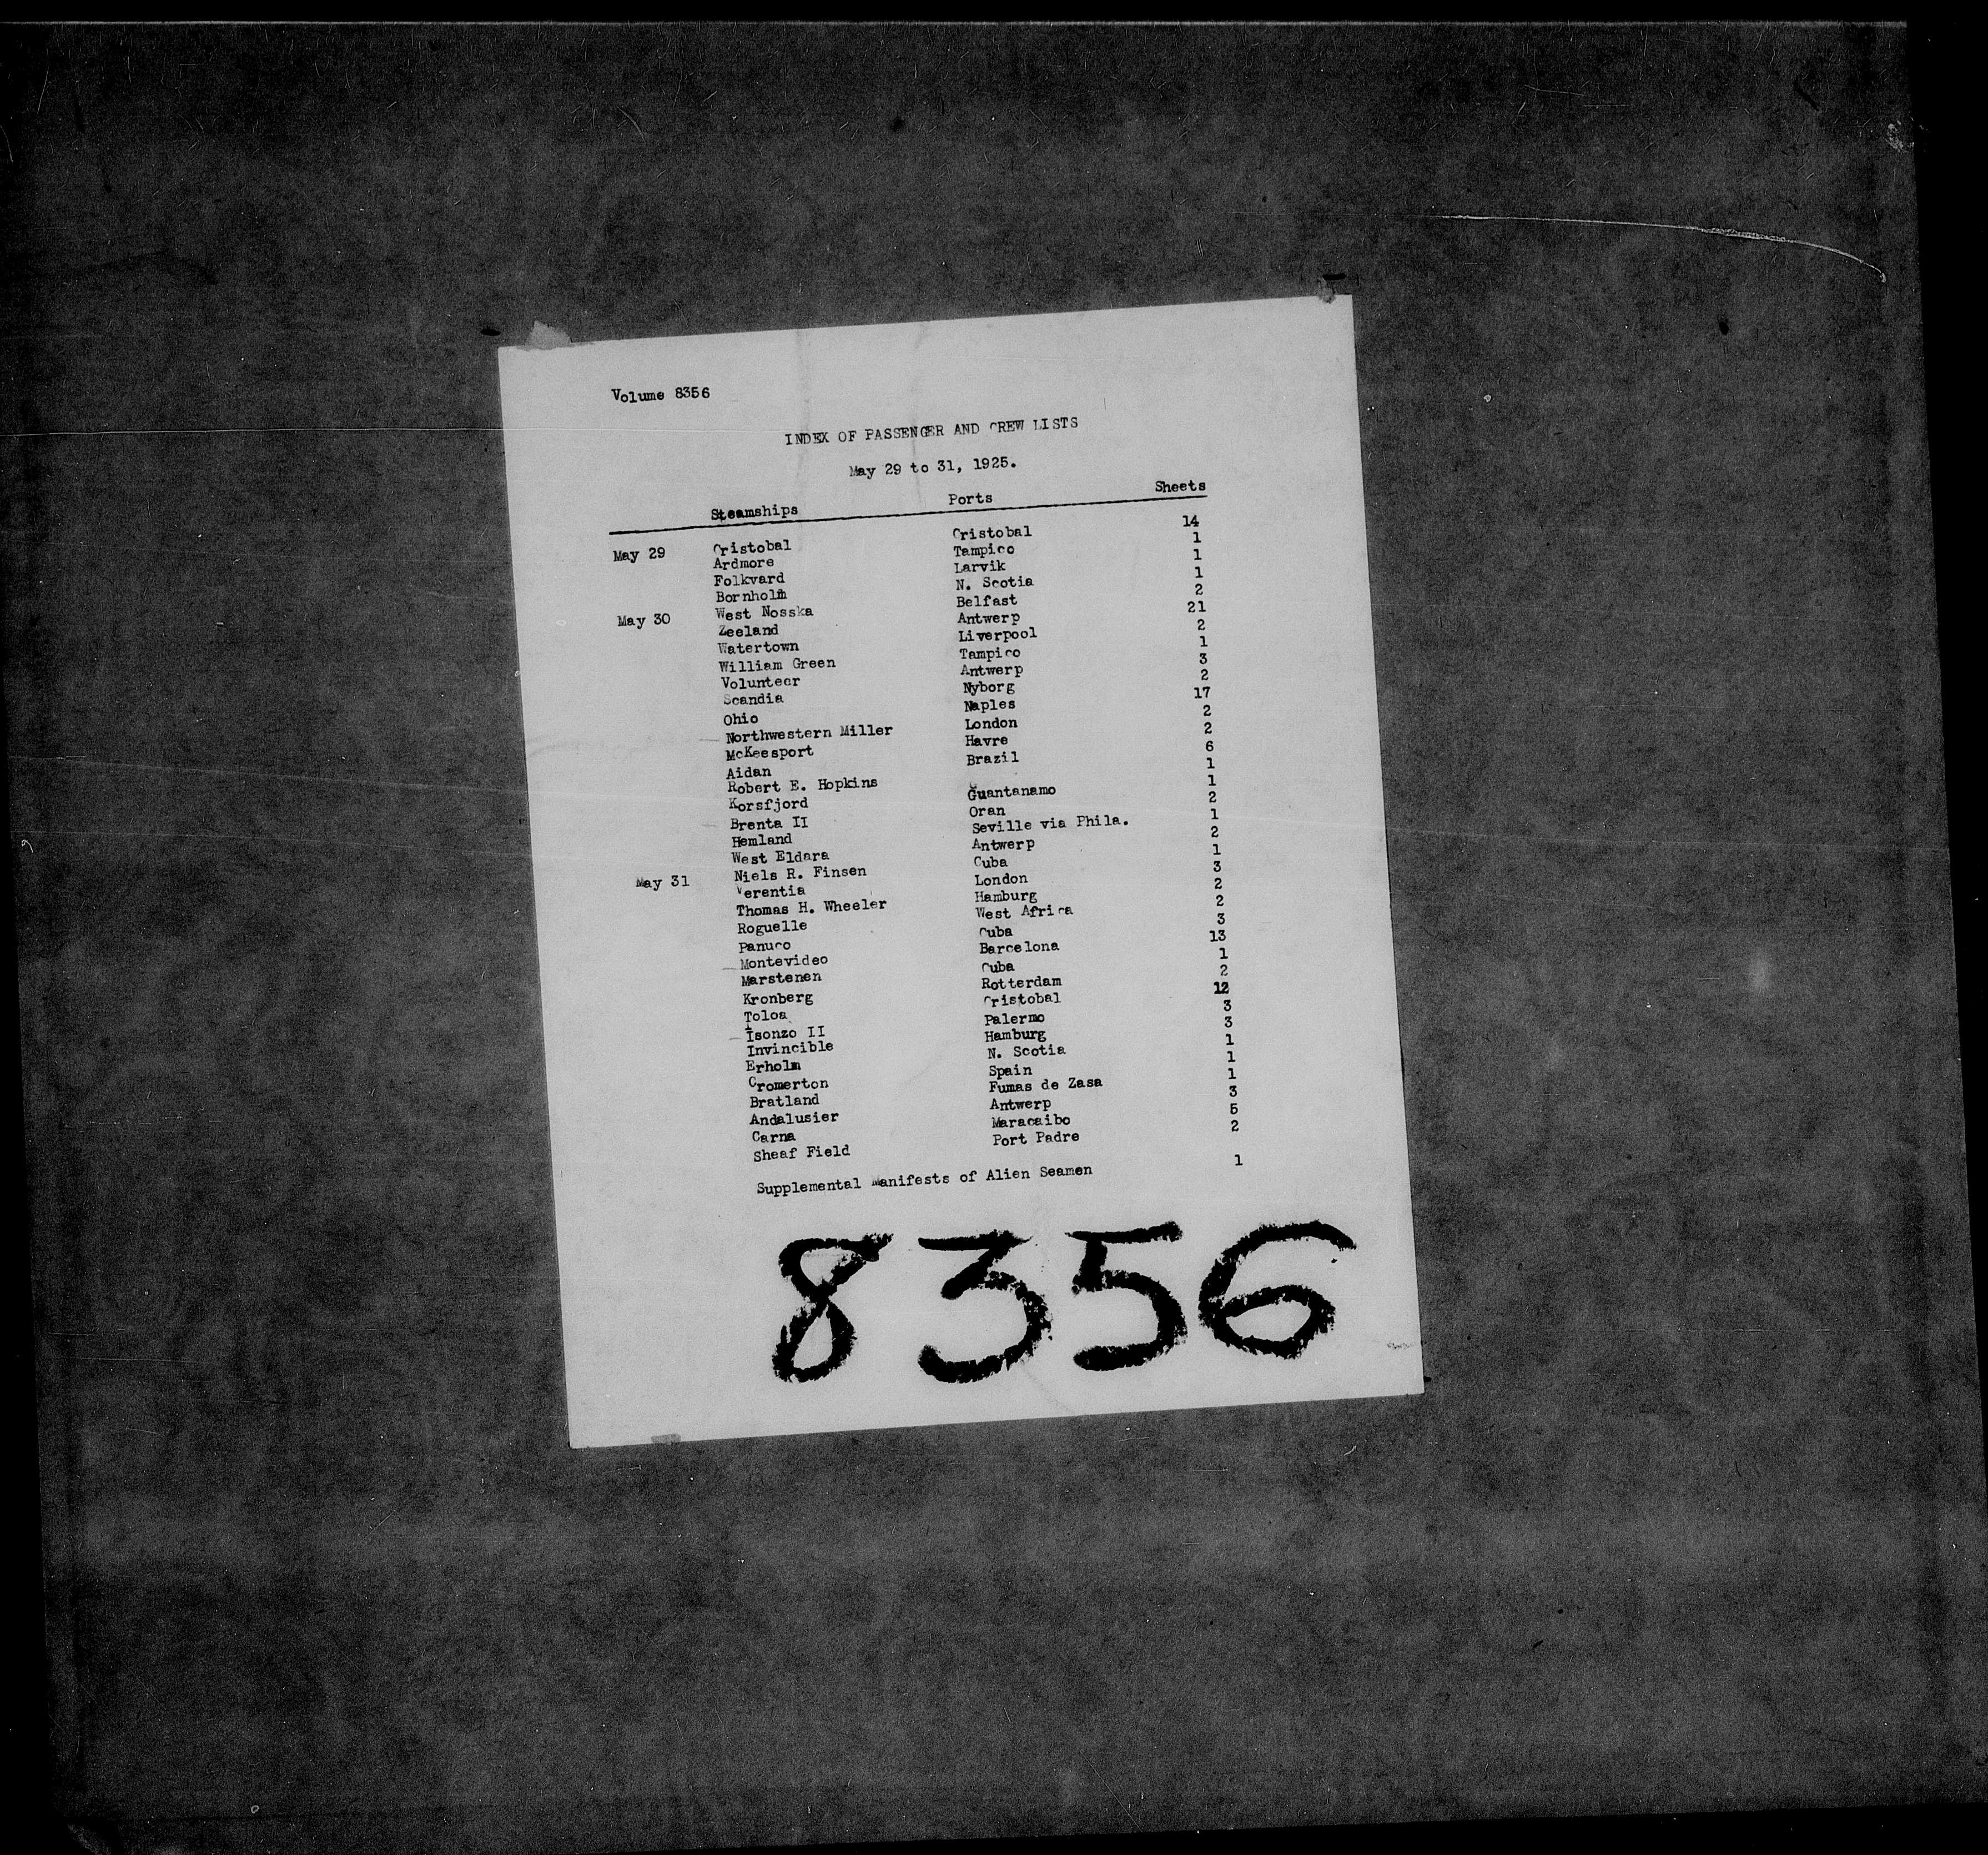 Volume 8356
INDEX OF PASSENGER AND CREW LISTS
May 29 to 31, 1925.
Steamships Ports Sheets
May 29 Cristobal Cristobal 14
Ardmore Tampico 1
Folkvard Larvik 1
Bornholm N. Scotia 1
May 30 West Nosska Belfast 2
Zeeland Antwerp 21
Watertown Liverpool 2
William Green Tampico 1
Volunteer Antwerp 3
Scandia Nyborg 2
Ohio Naples 17
Northwestern Miller London 2
McKeesport Havre 2
Aidan Brazil 6
Robert E. Hopkins 1
Korsfjord Guantanamo 1
Brenta II Oran 2
Hemland Seville via Phila. 1
West Eldara Antwerp 2
May 31 Niels R. Finsen Cuba 1
Verentia London 3
Thomas H. Wheeler Hamburg 2
Roguelle West Africa 2
Panuco Cuba 3
Montevideo Barcelona 13
Marstenen Cuba 1
Kronberg Rotterdam 2
Toloa Cristobal 12
Isonzo II Palermo 3
Invincible Hamburg 3
Erholm N. Scotia 1
Cromerton Spain 1
Bratland Fumas de Zasa 1
Andalusier Antwerp 3
Carna Maracaibo 5
Sheaf Field Port Padre 2
Supplemental Manifests of Alien Seamen 1
8356